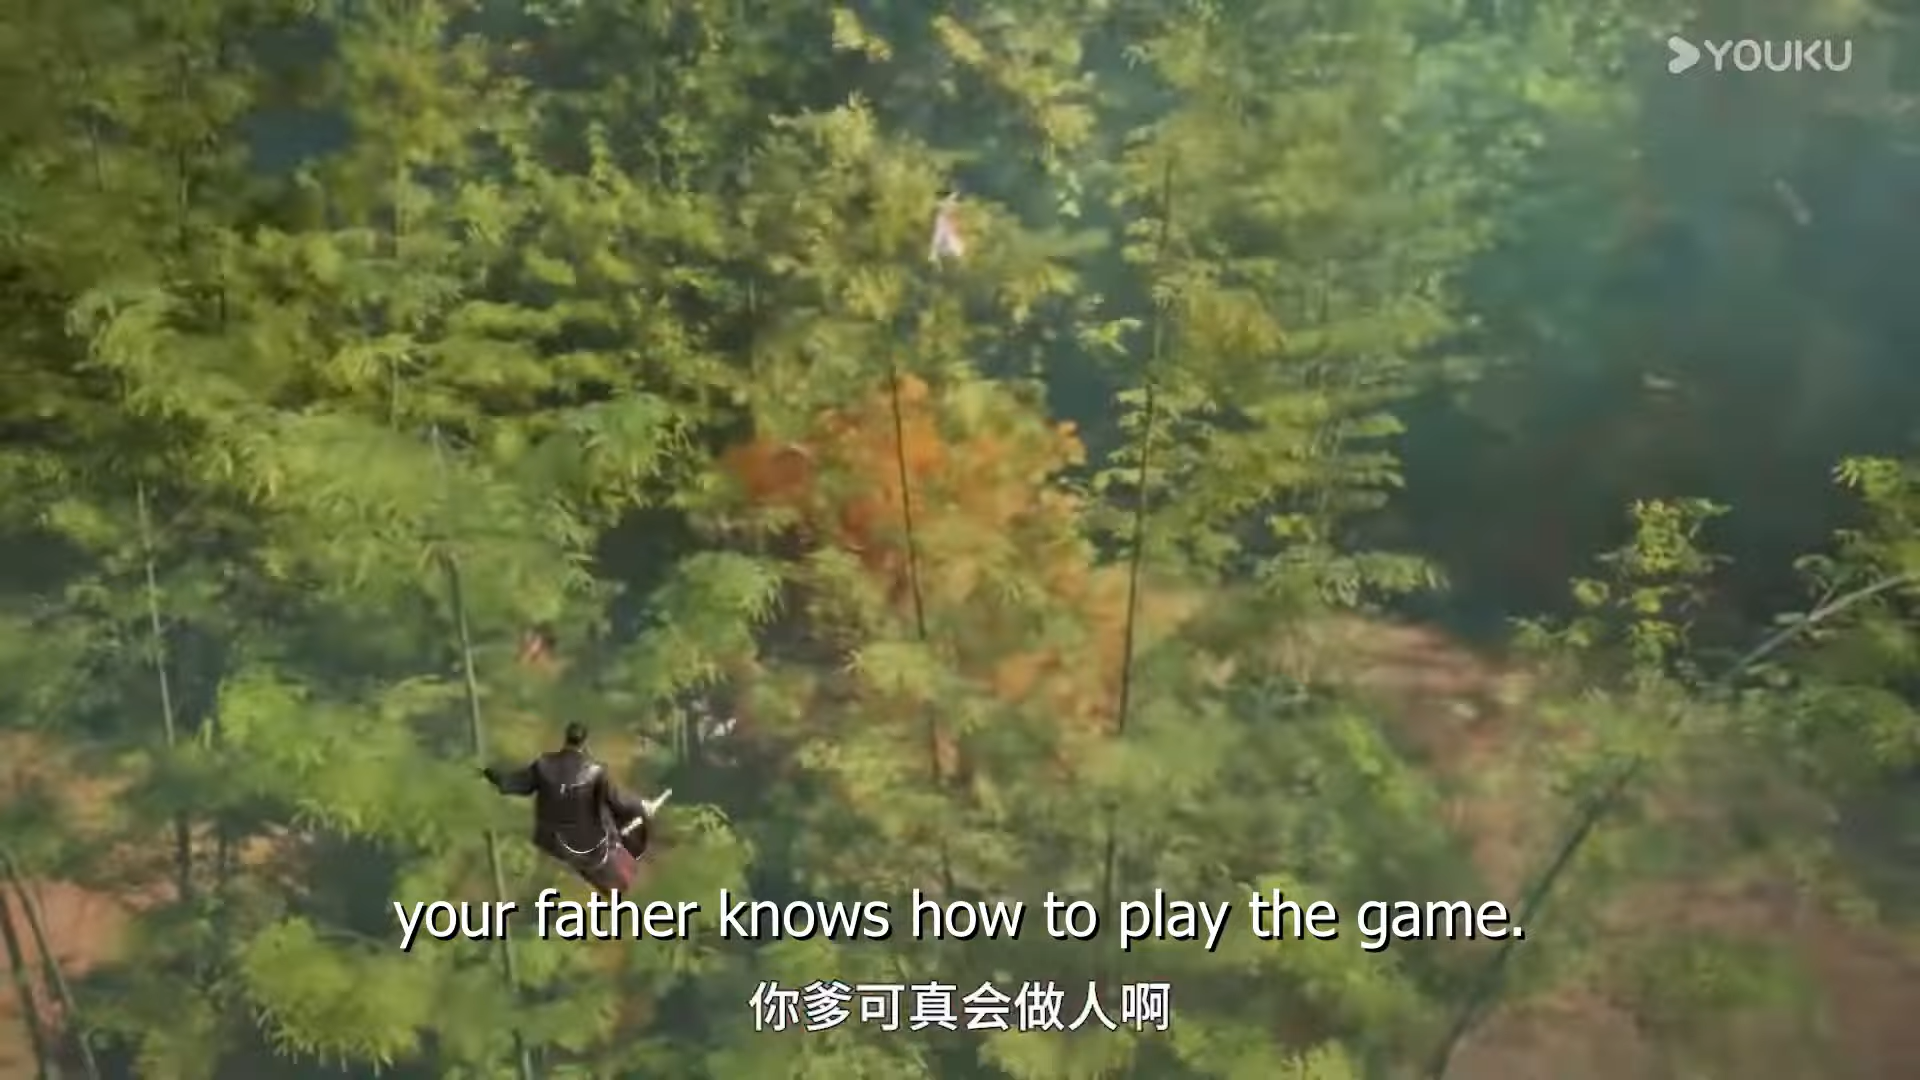 YOUKU
your father knows how to play the game.
你爹可真会做人啊